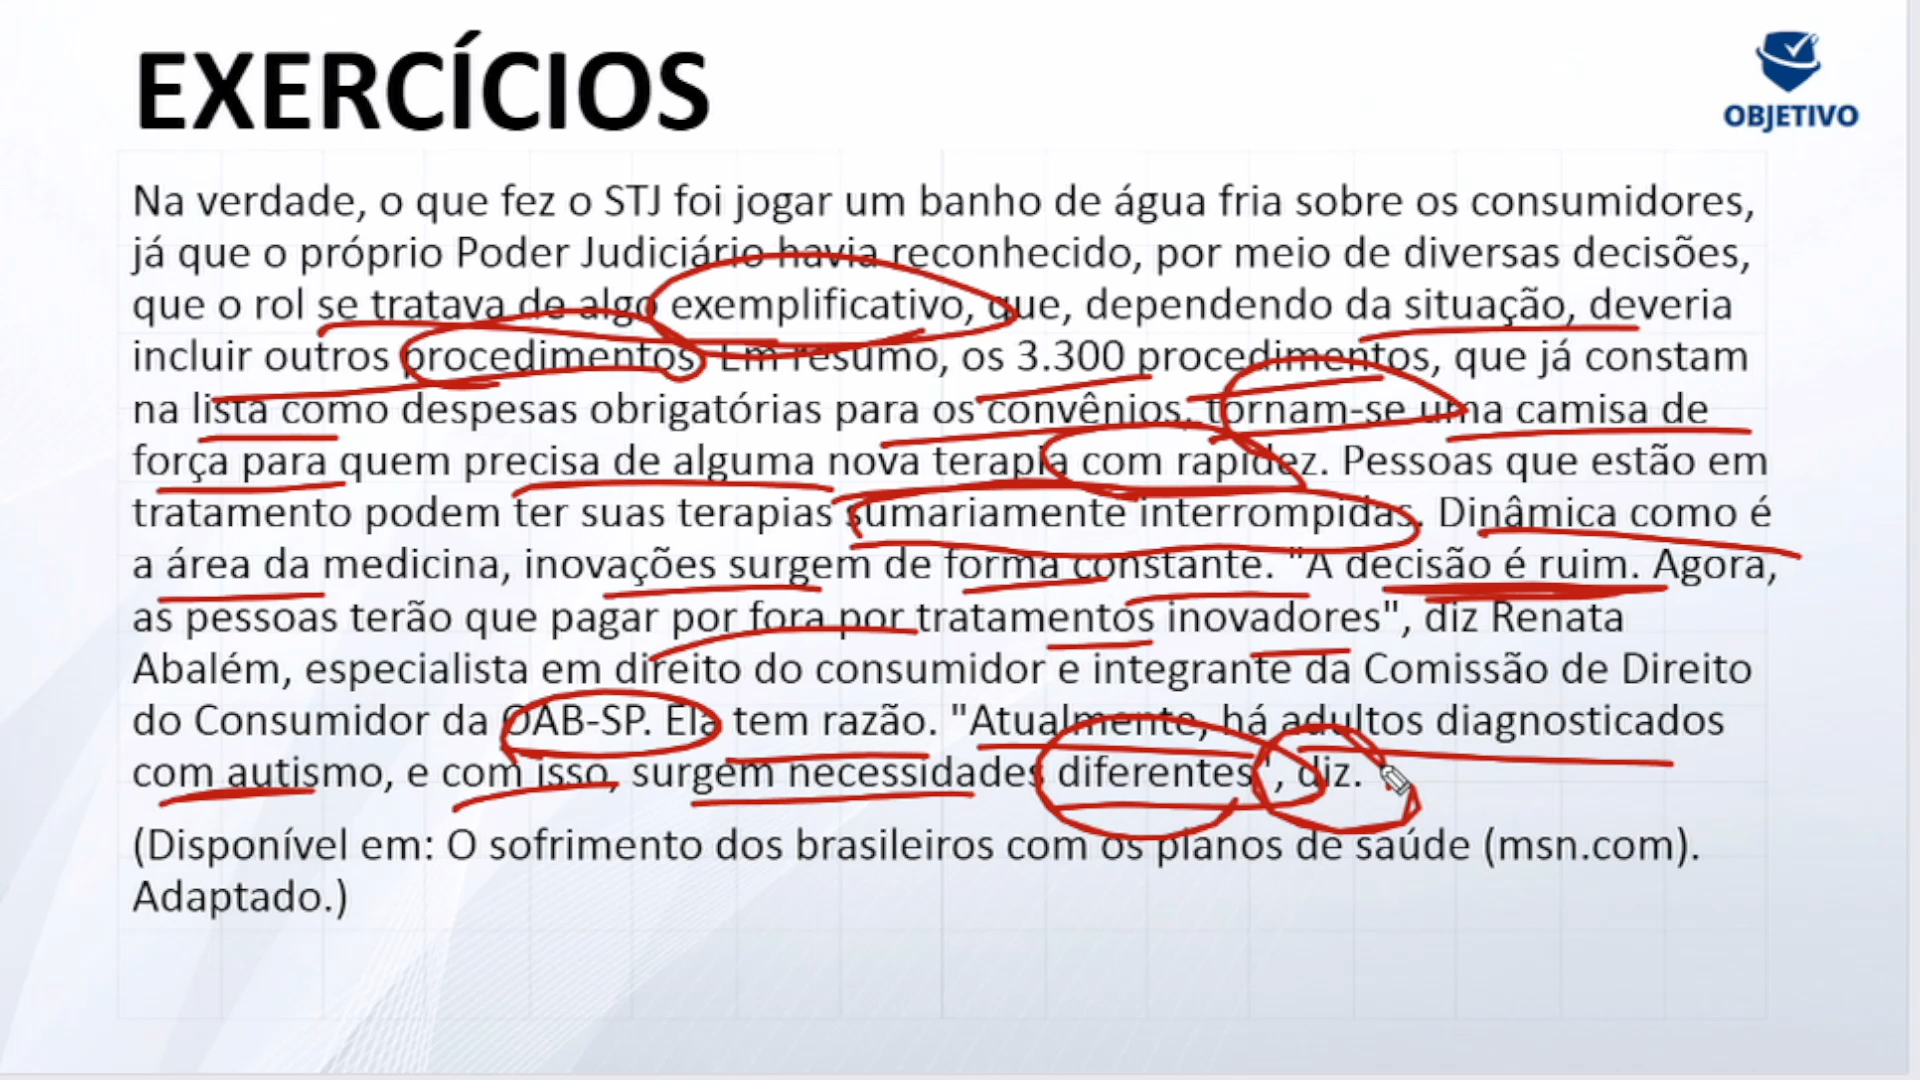 EXERCÍCIOS
OBJETIVO
Na verdade, o que fez o STJ foi jogar um banho de água fria sobre os consumidores,
já que o próprio Poder Judiciário havia reconhecido, por meio de diversas decisões,
que o rol se tratava de algo exemplificativo, que, dependendo da situação, deveria
incluir outros procedimentos. Em resumo, os 3.300 procedimentos, que já constam
na lista como despesas obrigatórias para os convênios, tornam-se uma camisa de
força para quem precisa de alguma nova terapia com rapidez. Pessoas que estão em
tratamento podem ter suas terapias sumariamente interrompidas. Dinâmica como é
a área da medicina, inovações surgem de forma constante. "A decisão é ruim. Agora,
as pessoas terão que pagar por fora por tratamentos inovadores", diz Renata
Abalém, especialista em direito do consumidor e integrante da Comissão de Direito
do Consumidor da OAB-SP. Ela tem razão. "Atualmente, há adultos diagnosticados
com autismo, e com isso, surgem necessidades diferentes", diz.
(Disponível em: O sofrimento dos brasileiros com os planos de saúde (msn.com).
Adaptado.)